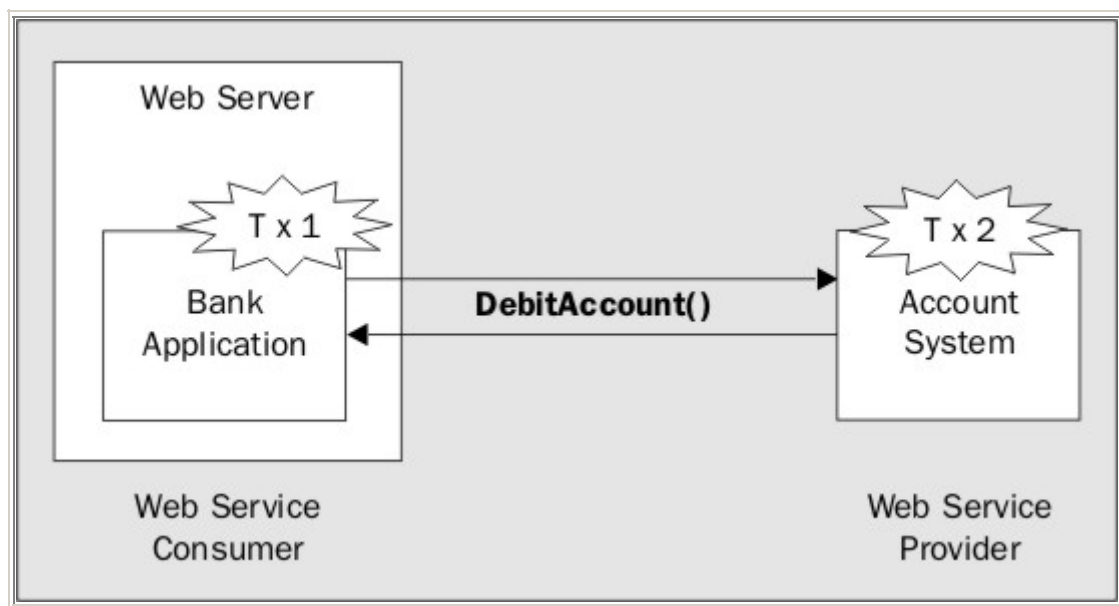 Web Server
T x 1
T x 2
Bank
Application
DebitAccount()
Account
System
Web Service
Consumer
Web Service
Provider